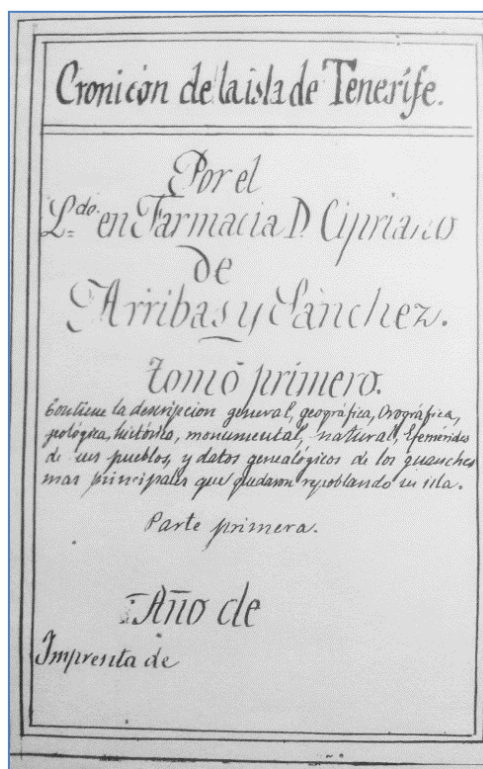 Cronicón de la isla de Tenerife.
Por el
Ldo. en Farmacia D. Cipriano
de
Arribas y Sánchez.
tomo primero.
Contiene la descripcion general, geográfica, Orográfica,
pológica, histórica, monumental, natural, Efemérides
de sus pueblos, y datos genealógicos de los guanches
mas principales que quedaron repoblando su isla.
Parte primera.
Año de
Imprenta de